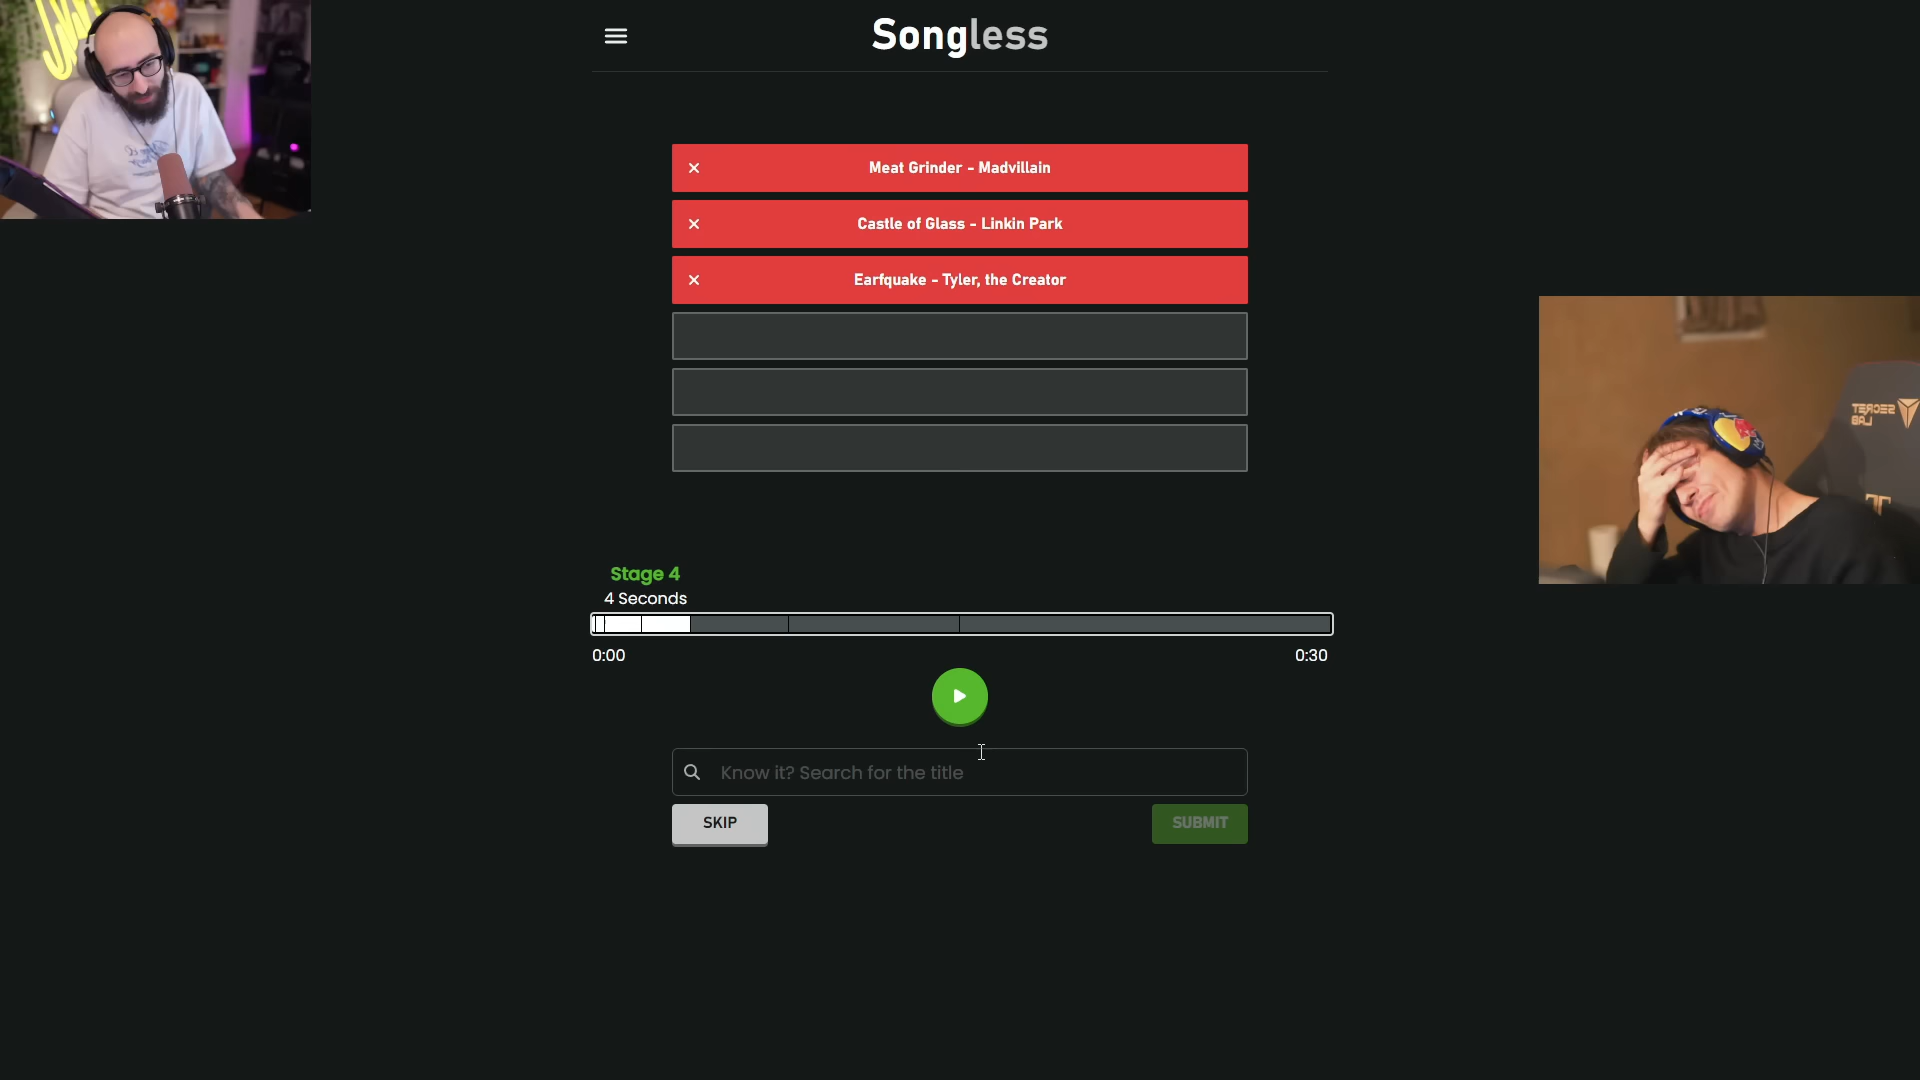 Songless
Meat Grinder - Madvillain
Castle of Glass - Linkin Park
Earfquake - Tyler, the Creator
Stage 4
4 Seconds
0:00
0:30
Know it? Search for the title
SKIP
SUBMIT